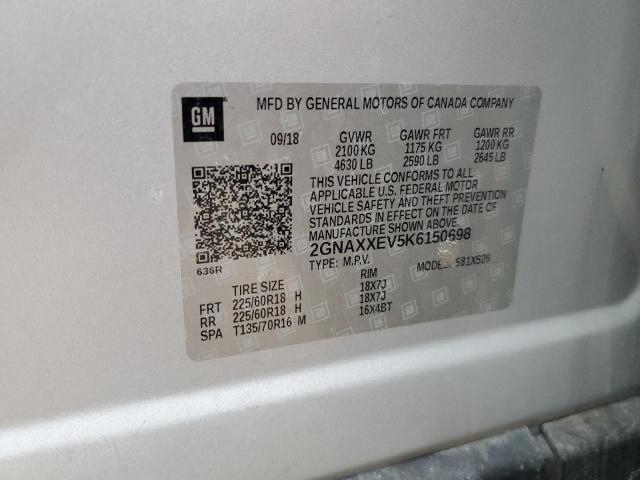 GM
MFD BY GENERAL MOTORS OF CANADA COMPANY
09/18 GVWR GAWR FRT GAWR RR
2100 KG 1175 KG 1200 KG
4630 LB 2590 LB 2645 LB
THIS VEHICLE CONFORMS TO ALL
APPLICABLE U.S. FEDERAL MOTOR
VEHICLE SAFETY AND THEFT PREVENTION
STANDARDS IN EFFECT ON THE DATE OF
MANUFACTURE SHOWN ABOVE.
2GNAXXEV5K6150698
TYPE: M.P.V. MODEL: 581XS26
636R
TIRE SIZE RIM
FRT 225/60R18 H 18X7J
RR 225/60R18 H 18X7J
SPA T135/70R16 M 16X4BT